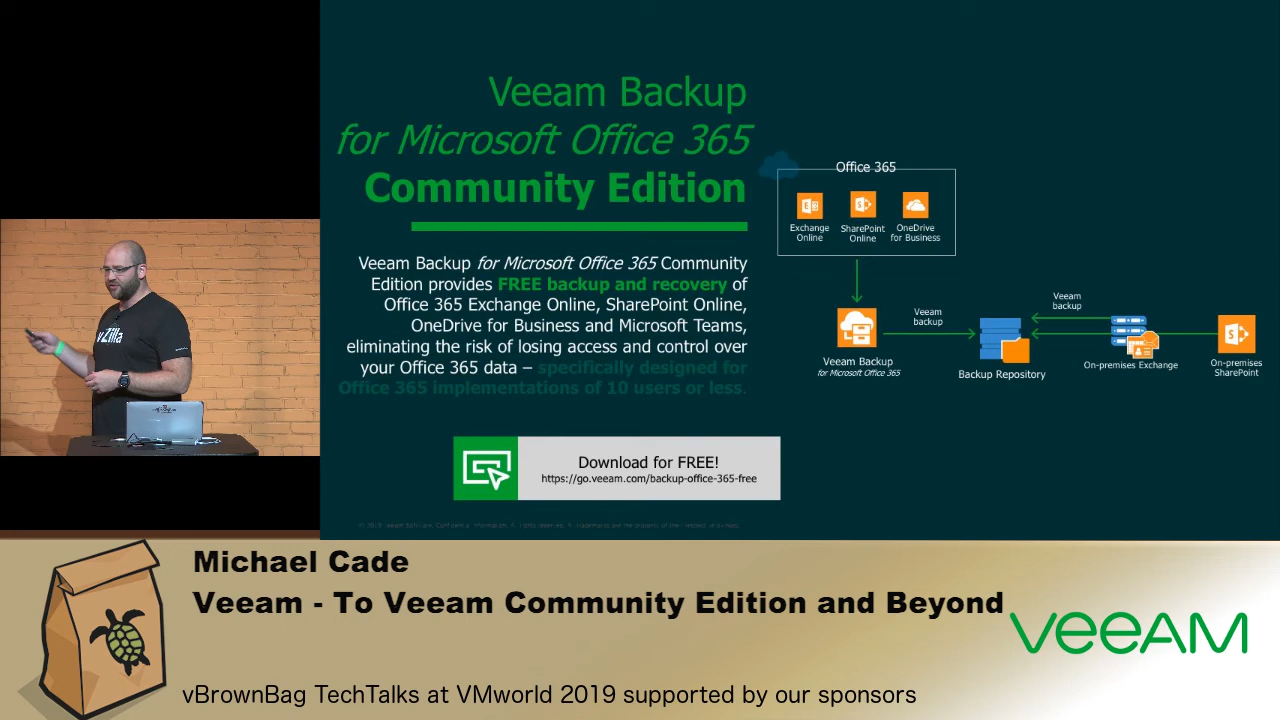 Veeam Backup
for Microsoft Office 365
Community Edition
Veeam Backup for Microsoft Office 365 Community
Edition provides FREE backup and recovery of
Office 365 Exchange Online, SharePoint Online,
OneDrive for Business and Microsoft Teams,
eliminating the risk of losing access and control over
your Office 365 data – specifically designed for
Office 365 implementations of 10 users or less.
Download for FREE!
https://go.veeam.com/backup-office-365-free
Office 365
Exchange
Online
SharePoint
Online
OneDrive
for Business
Veeam
backup
Veeam
backup
Veeam Backup
for Microsoft Office 365
Backup Repository
On-premises Exchange
On-premises
SharePoint
vZilla
Michael Cade
Veeam - To Veeam Community Edition and Beyond
VEEAM
vBrownBag TechTalks at VMworld 2019 supported by our sponsors